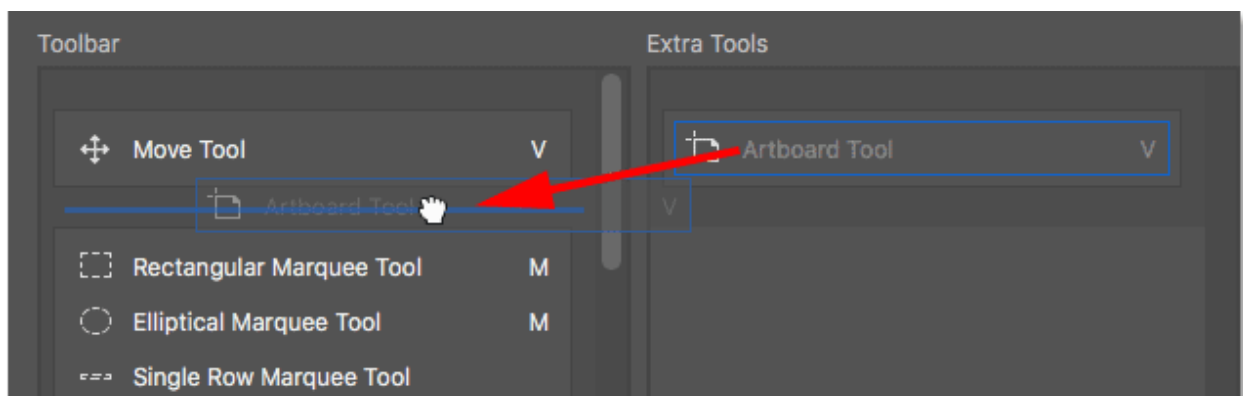 Toolbar
Extra Tools
Move Tool V
Artboard Tool V
Artboard Tool V
Rectangular Marquee Tool M
Elliptical Marquee Tool M
Single Row Marquee Tool